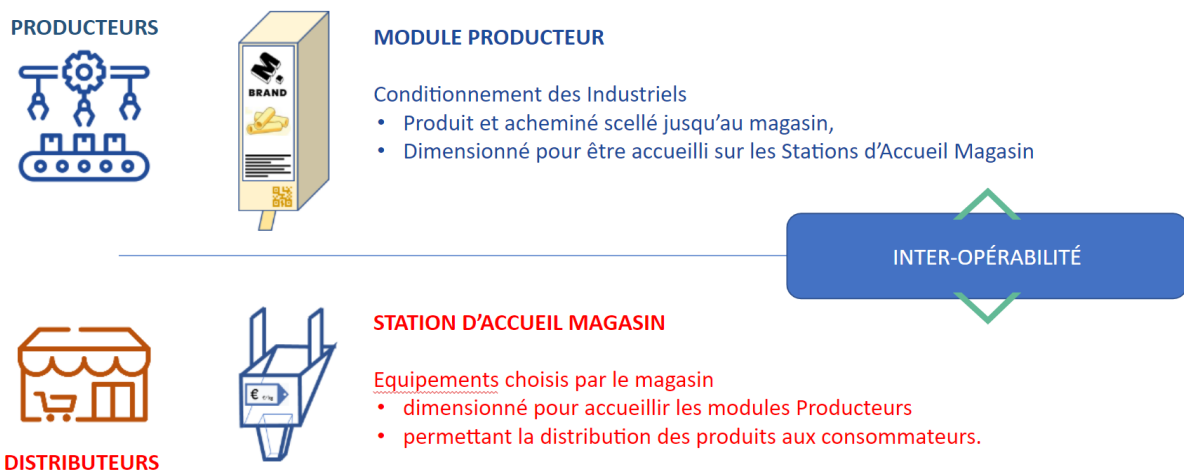 PRODUCTEURS
MODULE PRODUCTEUR
M.
BRAND
Conditionnement des Industriels
• Produit et acheminé scellé jusqu'au magasin,
• Dimensionné pour être accueilli sur les Stations d'Accueil Magasin
INTER-OPÉRABILITÉ
STATION D'ACCUEIL MAGASIN
Equipements choisis par le magasin
€
• dimensionné pour accueillir les modules Producteurs
• permettant la distribution des produits aux consommateurs.
DISTRIBUTEURS